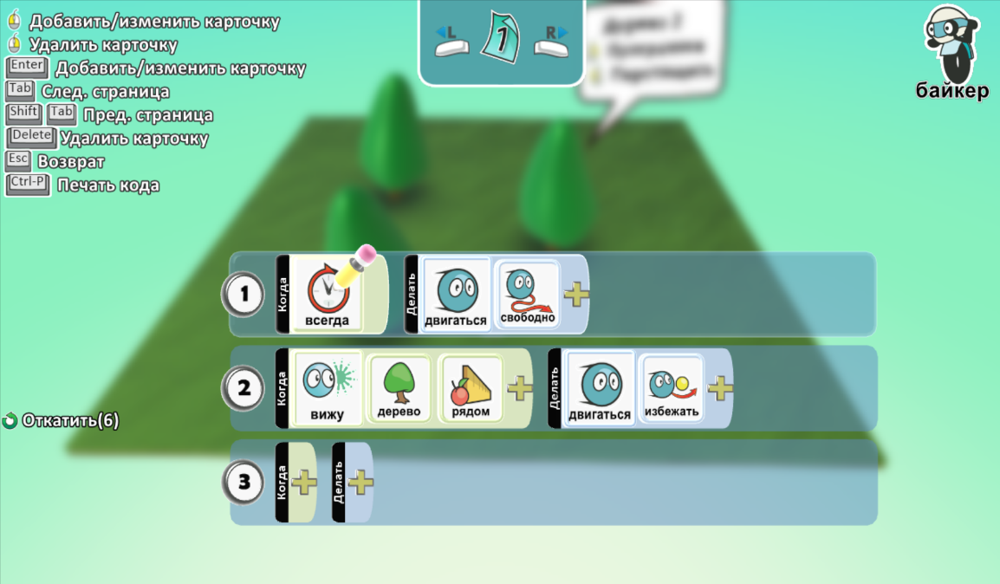 Добавить/изменить карточку
Удалить карточку
Enter Добавить/изменить карточку
Tab След. страница
Shift Tab Пред. страница
Delete Удалить карточку
Esc Возврат
Ctrl-P Печать кода
L 1 R
байкер
1 Когда всегда Делать двигаться свободно
2 Когда вижу дерево рядом Делать двигаться избежать
Откатить(6)
3 Когда Делать